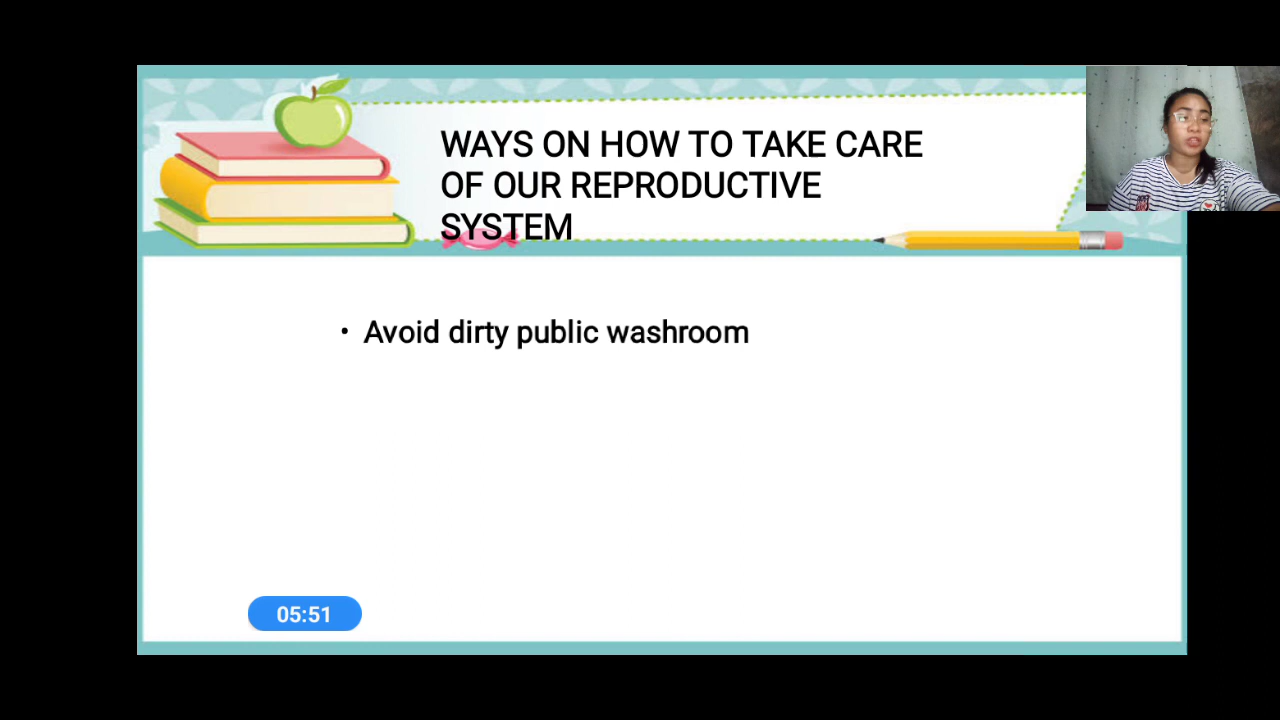 WAYS ON HOW TO TAKE CARE
OF OUR REPRODUCTIVE
SYSTEM
• Avoid dirty public washroom
05:51